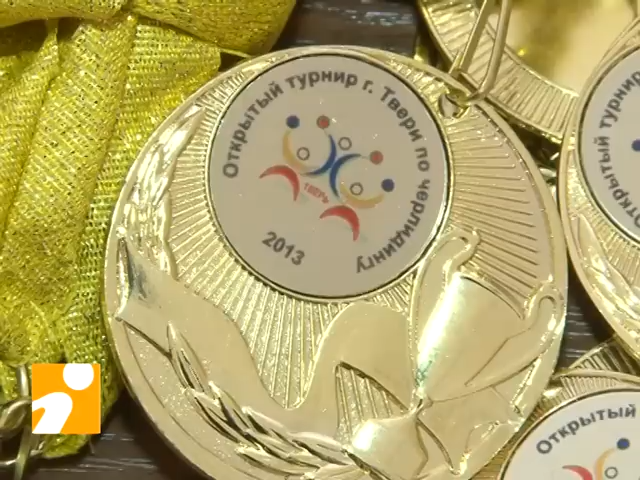 Открытый турнир г. Твери по черлидингу
ТВЕРЬ
2013
турнир
Открытый
Открытый